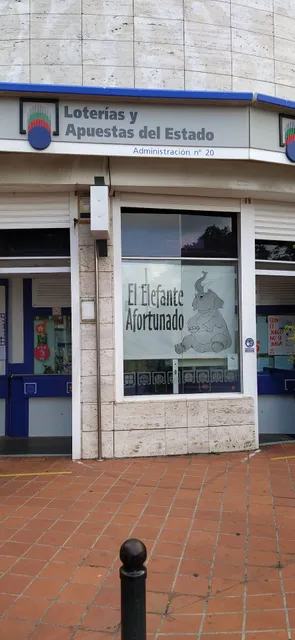 Loterías y
Apuestas del Estado
Administración nº 20
El Elefante
Afortunado